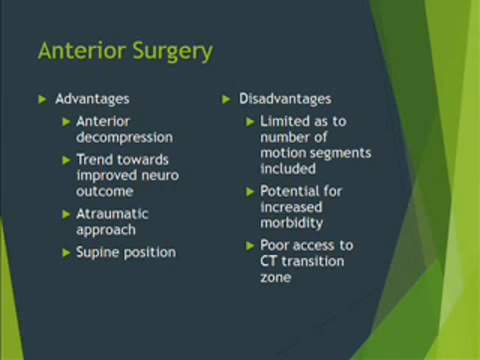 Anterior Surgery
Advantages
Anterior
decompression
Trend towards
improved neuro
outcome
Atraumatic
approach
Supine position
Disadvantages
Limited as to
number of
motion segments
included
Potential for
increased
morbidity
Poor access to
CT transition
zone